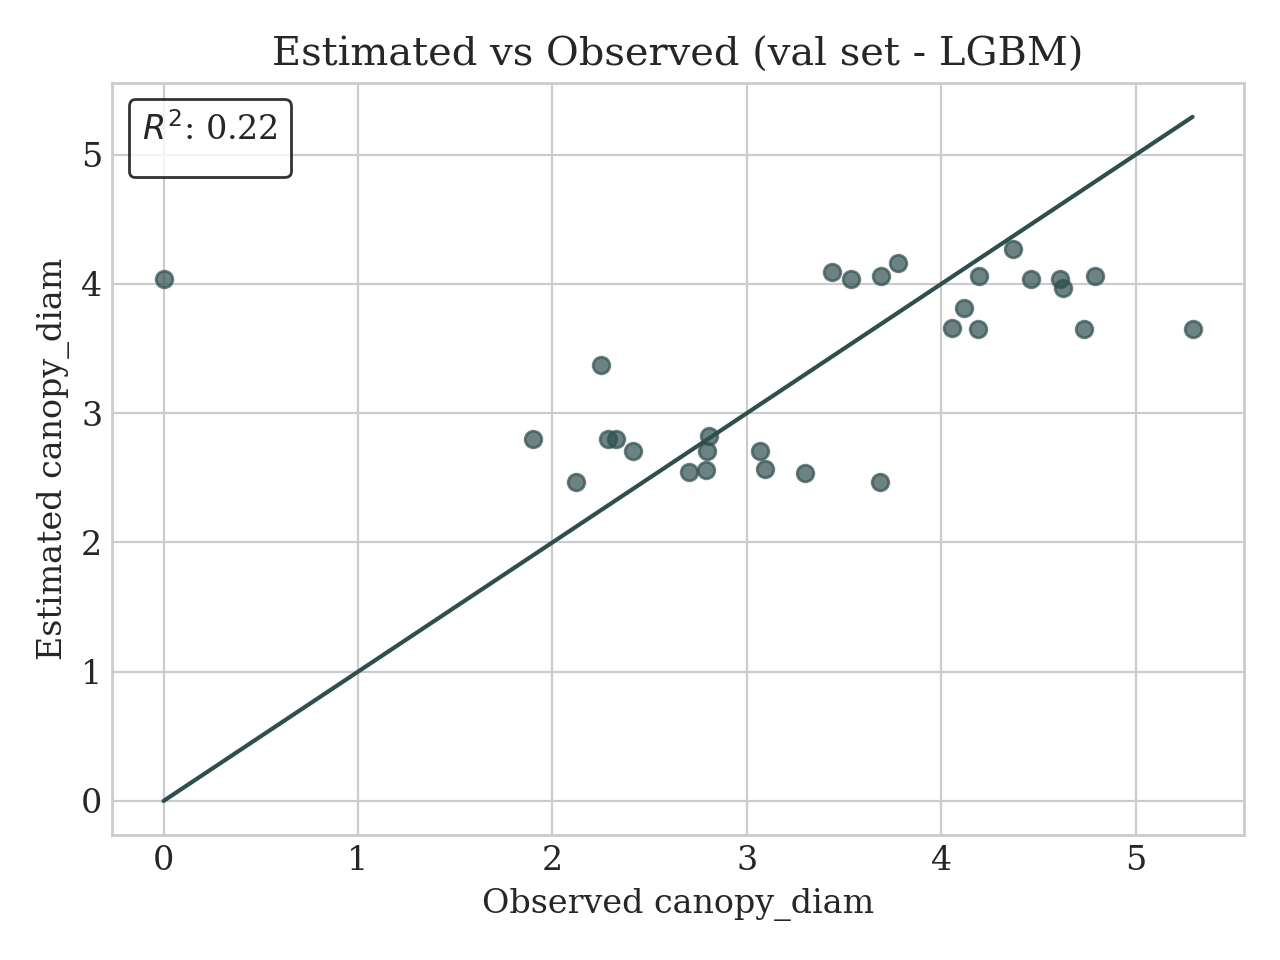 Estimated vs Observed (val set - LGBM)
R²: 0.22
Estimated canopy_diam
5
4
3
2
1
0
0 1 2 3 4 5
Observed canopy_diam